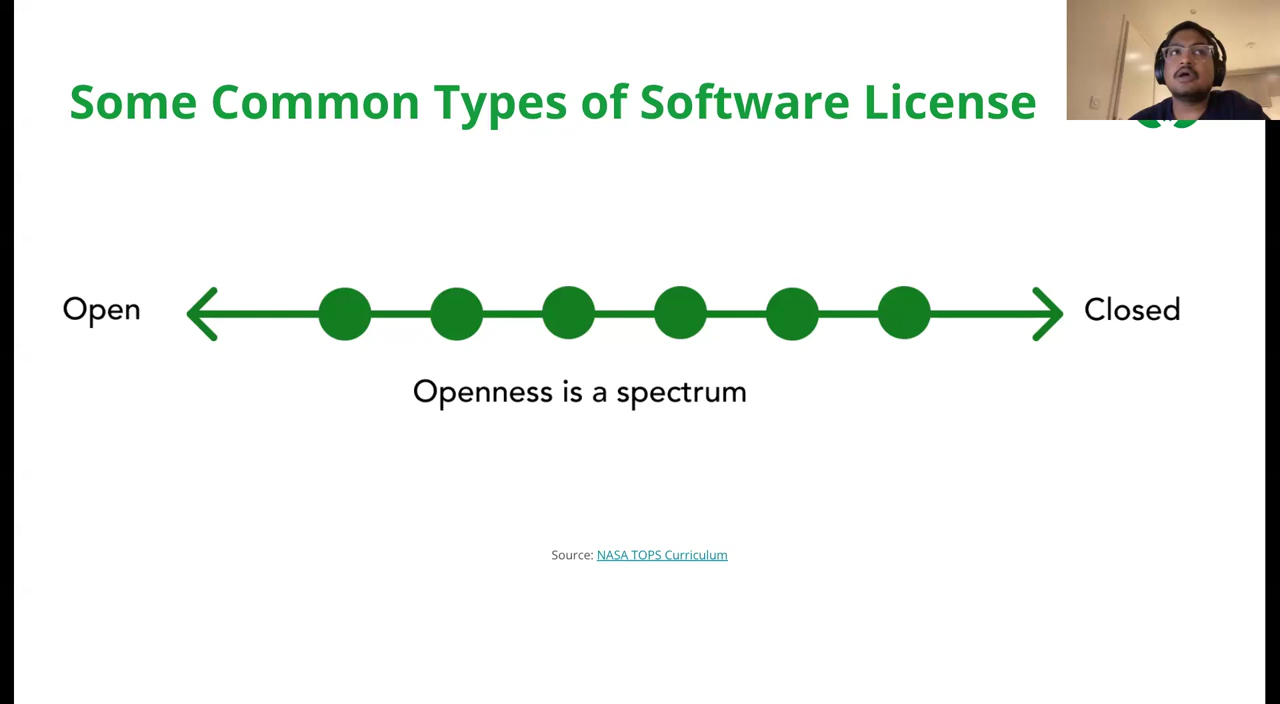 Some Common Types of Software License
Open
Closed
Openness is a spectrum
Source: NASA TOPS Curriculum